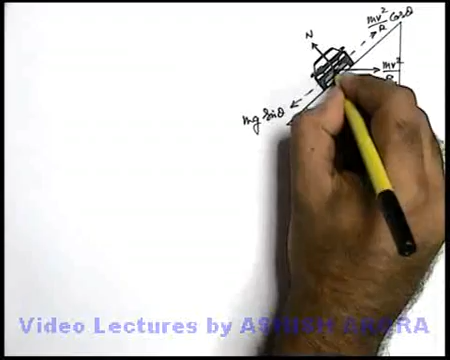 mv²/R cosθ
N
mv²/R
mg sinθ
Video Lectures by ASHISH ARORA